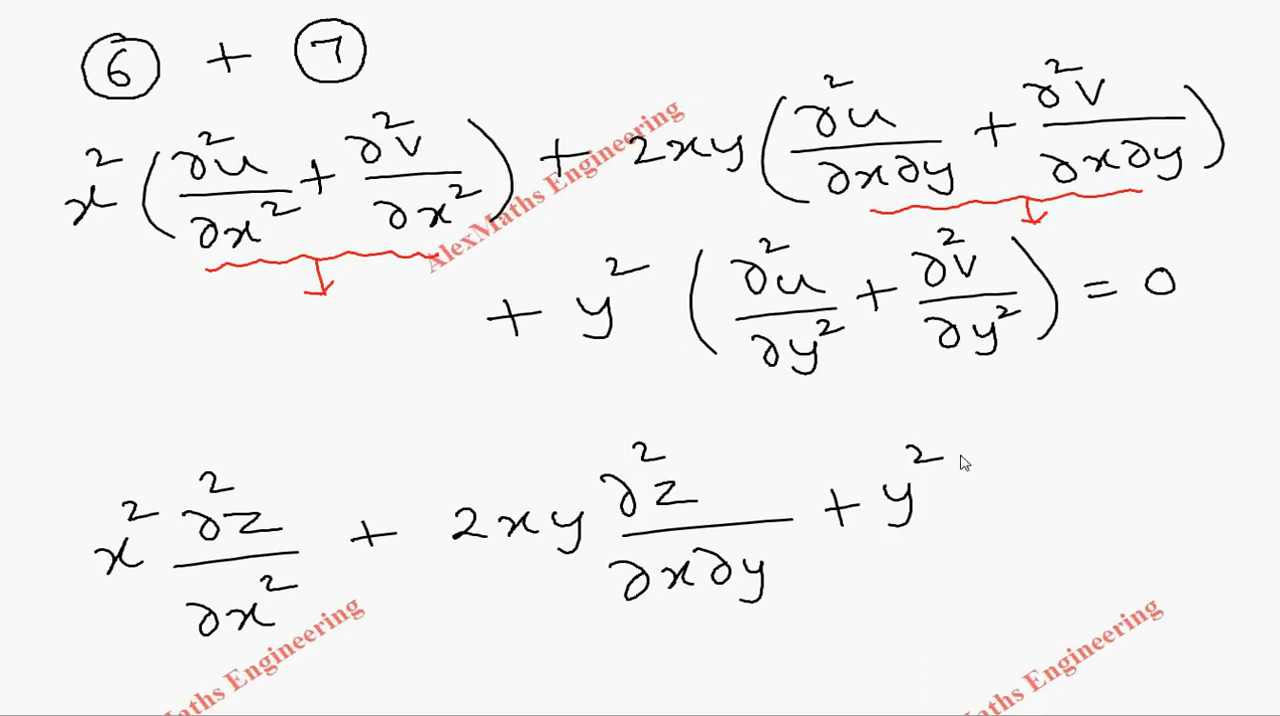 ⑥ + ⑦
x² (∂²u/∂x² + ∂²v/∂x²) + 2xy (∂²u/∂x∂y + ∂²v/∂x∂y)
+ y² (∂²u/∂y² + ∂²v/∂y²) = 0
AlexMaths Engineering
x² ∂²z/∂x² + 2xy ∂²z/∂x∂y + y²
aths Engineering
Maths Engineering